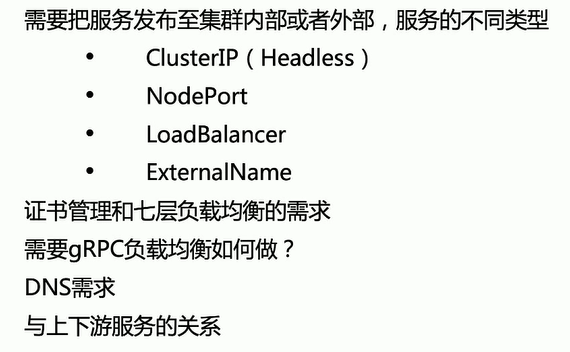 需要把服务发布至集群内部或者外部，服务的不同类型
• ClusterIP（Headless）
• NodePort
• LoadBalancer
• ExternalName
证书管理和七层负载均衡的需求
需要gRPC负载均衡如何做？
DNS需求
与上下游服务的关系